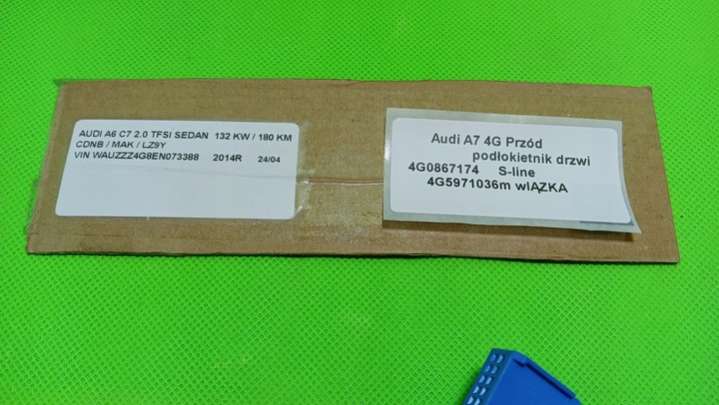 AUDI A6 C7 2.0 TFSI SEDAN 132 KW / 180 KM
CDNB / MAK / LZ9Y
VIN WAUZZZ4G8EN073388 2014R 24/04
Audi A7 4G Przód
podłokietnik drzwi
4G0867174 S-line
4G5971036m wIĄZKA